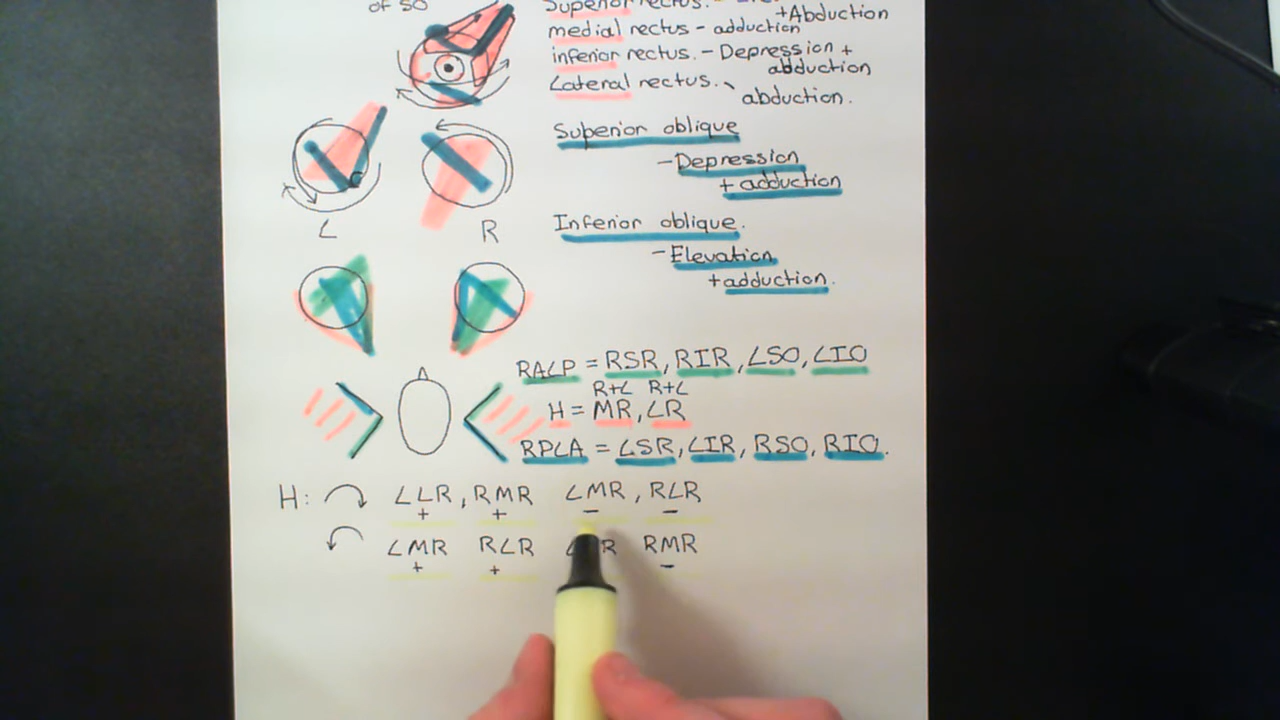 of SO
Superior rectus. -
+Abduction
medial rectus - adduction
inferior rectus. - Depression +
abduction
Lateral rectus.
abduction.
Superior oblique
- Depression
+ adduction
L R
Inferior oblique.
- Elevation
+adduction.
RALP = RSR, RIR, LSO, LIO
R+L R+L
H = MR, LR
RPLA = LSR, LIR, RSO, RIO.
H: LLR, RMR LMR, RLR
+ + - -
LMR RLR RMR
+ + -